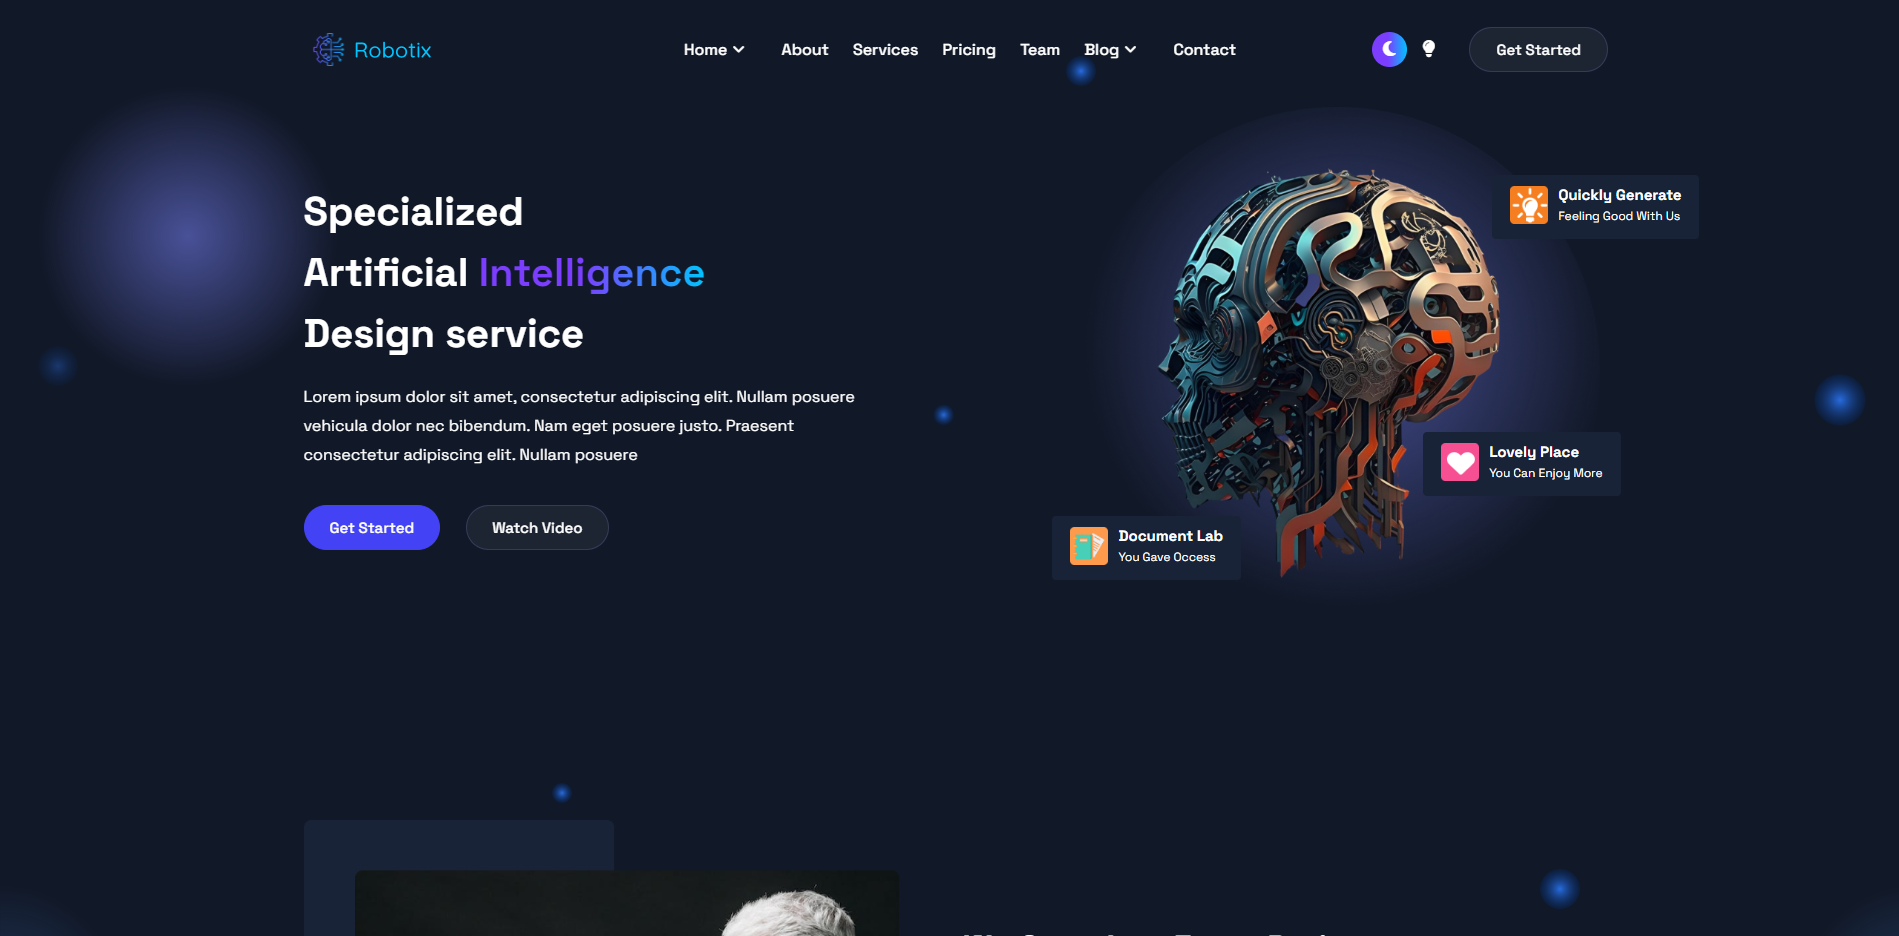 Robotix
Home About Services Pricing Team Blog Contact
Get Started
Specialized
Artificial Intelligence
Design service
Lorem ipsum dolor sit amet, consectetur adipiscing elit. Nullam posuere
vehicula dolor nec bibendum. Nam eget posuere justo. Praesent
consectetur adipiscing elit. Nullam posuere
Get Started
Watch Video
Quickly Generate
Feeling Good With Us
Lovely Place
You Can Enjoy More
Document Lab
You Gave Occess